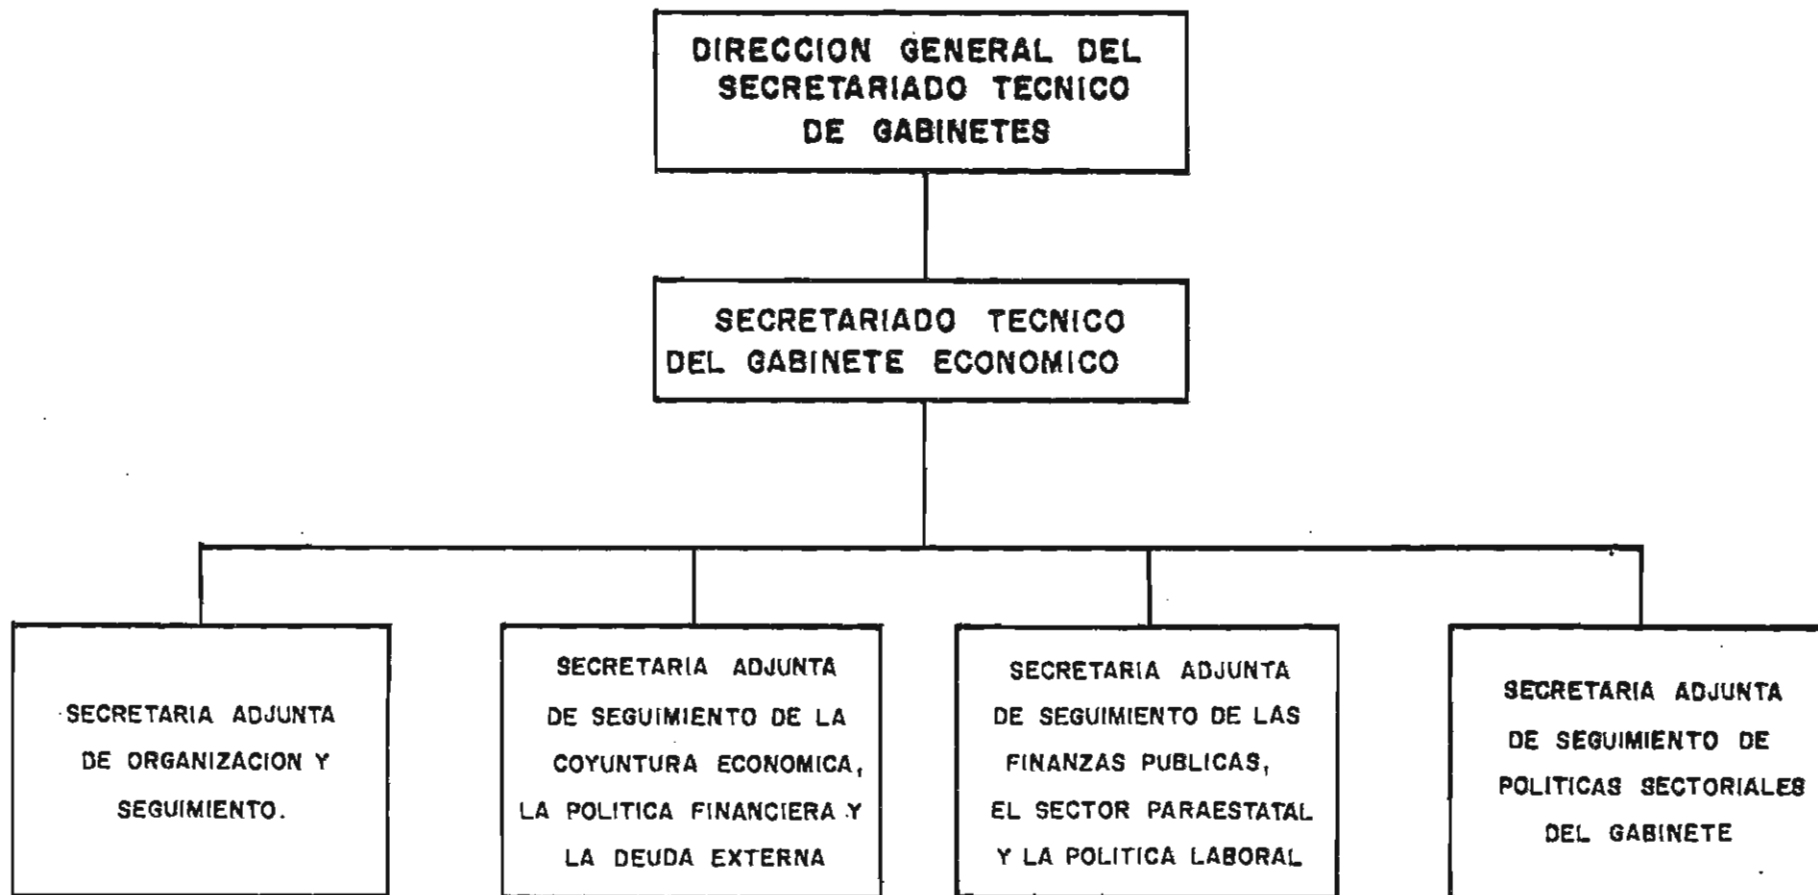 DIRECCION GENERAL DEL
SECRETARIADO TECNICO
DE GABINETES
SECRETARIADO TECNICO
DEL GABINETE ECONOMICO
SECRETARIA ADJUNTA
DE ORGANIZACION Y
SEGUIMIENTO.
SECRETARIA ADJUNTA
DE SEGUIMIENTO DE LA
COYUNTURA ECONOMICA,
LA POLITICA FINANCIERA Y
LA DEUDA EXTERNA
SECRETARIA ADJUNTA
DE SEGUIMIENTO DE LAS
FINANZAS PUBLICAS,
EL SECTOR PARAESTATAL
Y LA POLITICA LABORAL
SECRETARIA ADJUNTA
DE SEGUIMIENTO DE
POLITICAS SECTORIALES
DEL GABINETE